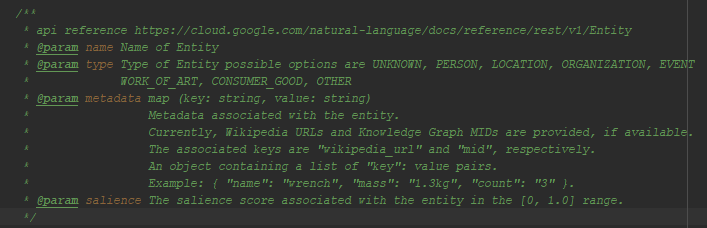 /**
* api reference https://cloud.google.com/natural-language/docs/reference/rest/v1/Entity
* @param name Name of Entity
* @param type Type of Entity possible options are UNKNOWN, PERSON, LOCATION, ORGANIZATION, EVENT
* WORK_OF_ART, CONSUMER_GOOD, OTHER
* @param metadata map (key: string, value: string)
* Metadata associated with the entity.
* Currently, Wikipedia URLs and Knowledge Graph MIDs are provided, if available.
* The associated keys are "wikipedia_url" and "mid", respectively.
* An object containing a list of "key": value pairs.
* Example: { "name": "wrench", "mass": "1.3kg", "count": "3" }.
* @param salience The salience score associated with the entity in the [0, 1.0] range.
*/